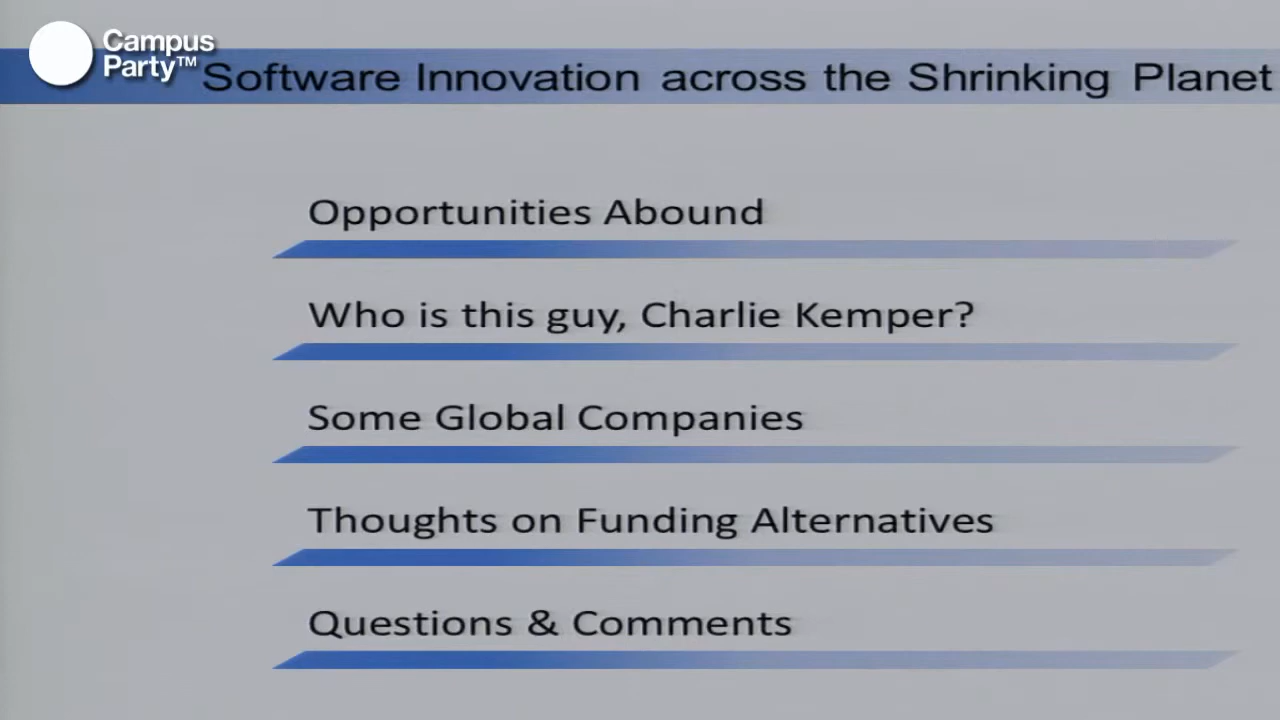 Campus
Party™
Software Innovation across the Shrinking Planet
Opportunities Abound
Who is this guy, Charlie Kemper?
Some Global Companies
Thoughts on Funding Alternatives
Questions & Comments